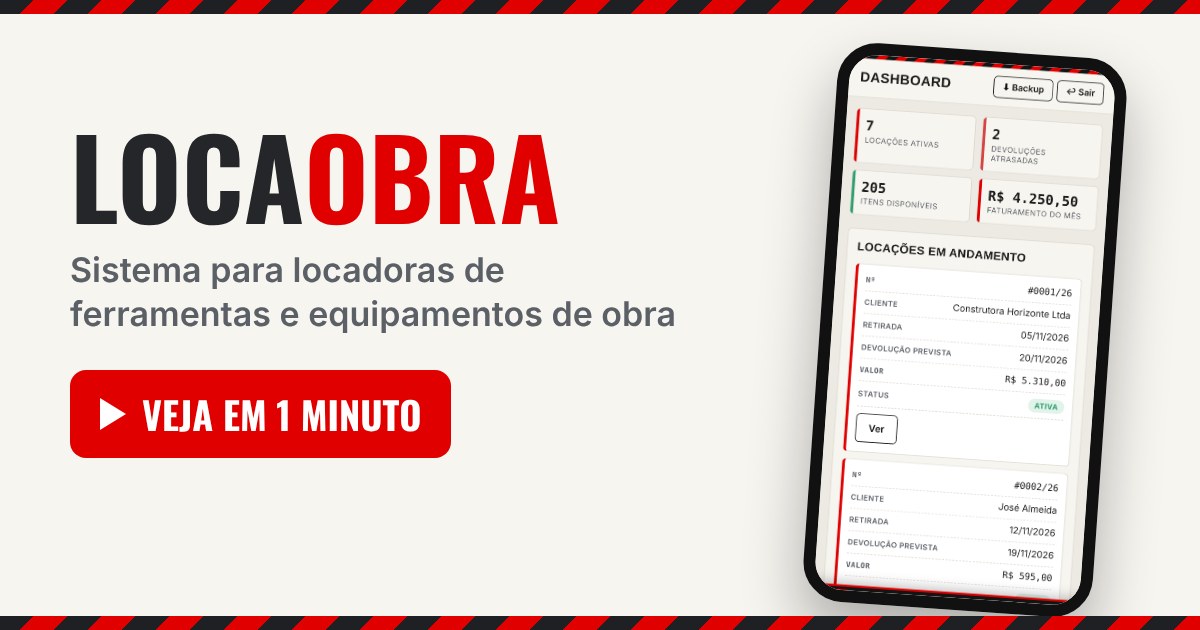 LOCAOBRA
Sistema para locadoras de
ferramentas e equipamentos de obra
▶ VEJA EM 1 MINUTO
DASHBOARD
⬇ Backup
↩ Sair
7
LOCAÇÕES ATIVAS
2
DEVOLUÇÕES
ATRASADAS
205
ITENS DISPONÍVEIS
R$ 4.250,50
FATURAMENTO DO MÊS
LOCAÇÕES EM ANDAMENTO
Nº #0001/26
CLIENTE Construtora Horizonte Ltda
RETIRADA 05/11/2026
DEVOLUÇÃO PREVISTA 20/11/2026
VALOR R$ 5.310,00
STATUS ATIVA
Ver
Nº #0002/26
CLIENTE José Almeida
RETIRADA 12/11/2026
DEVOLUÇÃO PREVISTA 19/11/2026
VALOR R$ 595,00